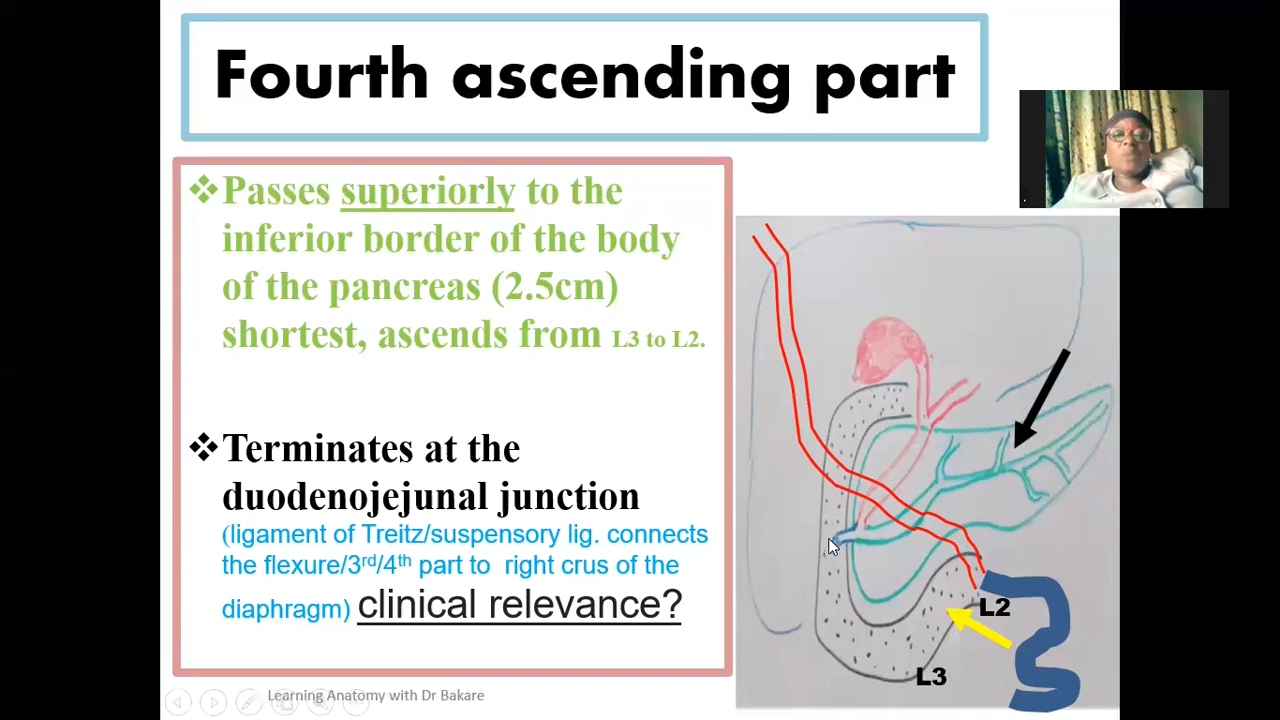 Fourth ascending part
❖Passes superiorly to the
inferior border of the body
of the pancreas (2.5cm)
shortest, ascends from L3 to L2.
❖Terminates at the
duodenojejunal junction
(ligament of Treitz/suspensory lig. connects
the flexure/3rd/4th part to right crus of the
diaphragm) clinical relevance?
L2
L3
Learning Anatomy with Dr Bakare